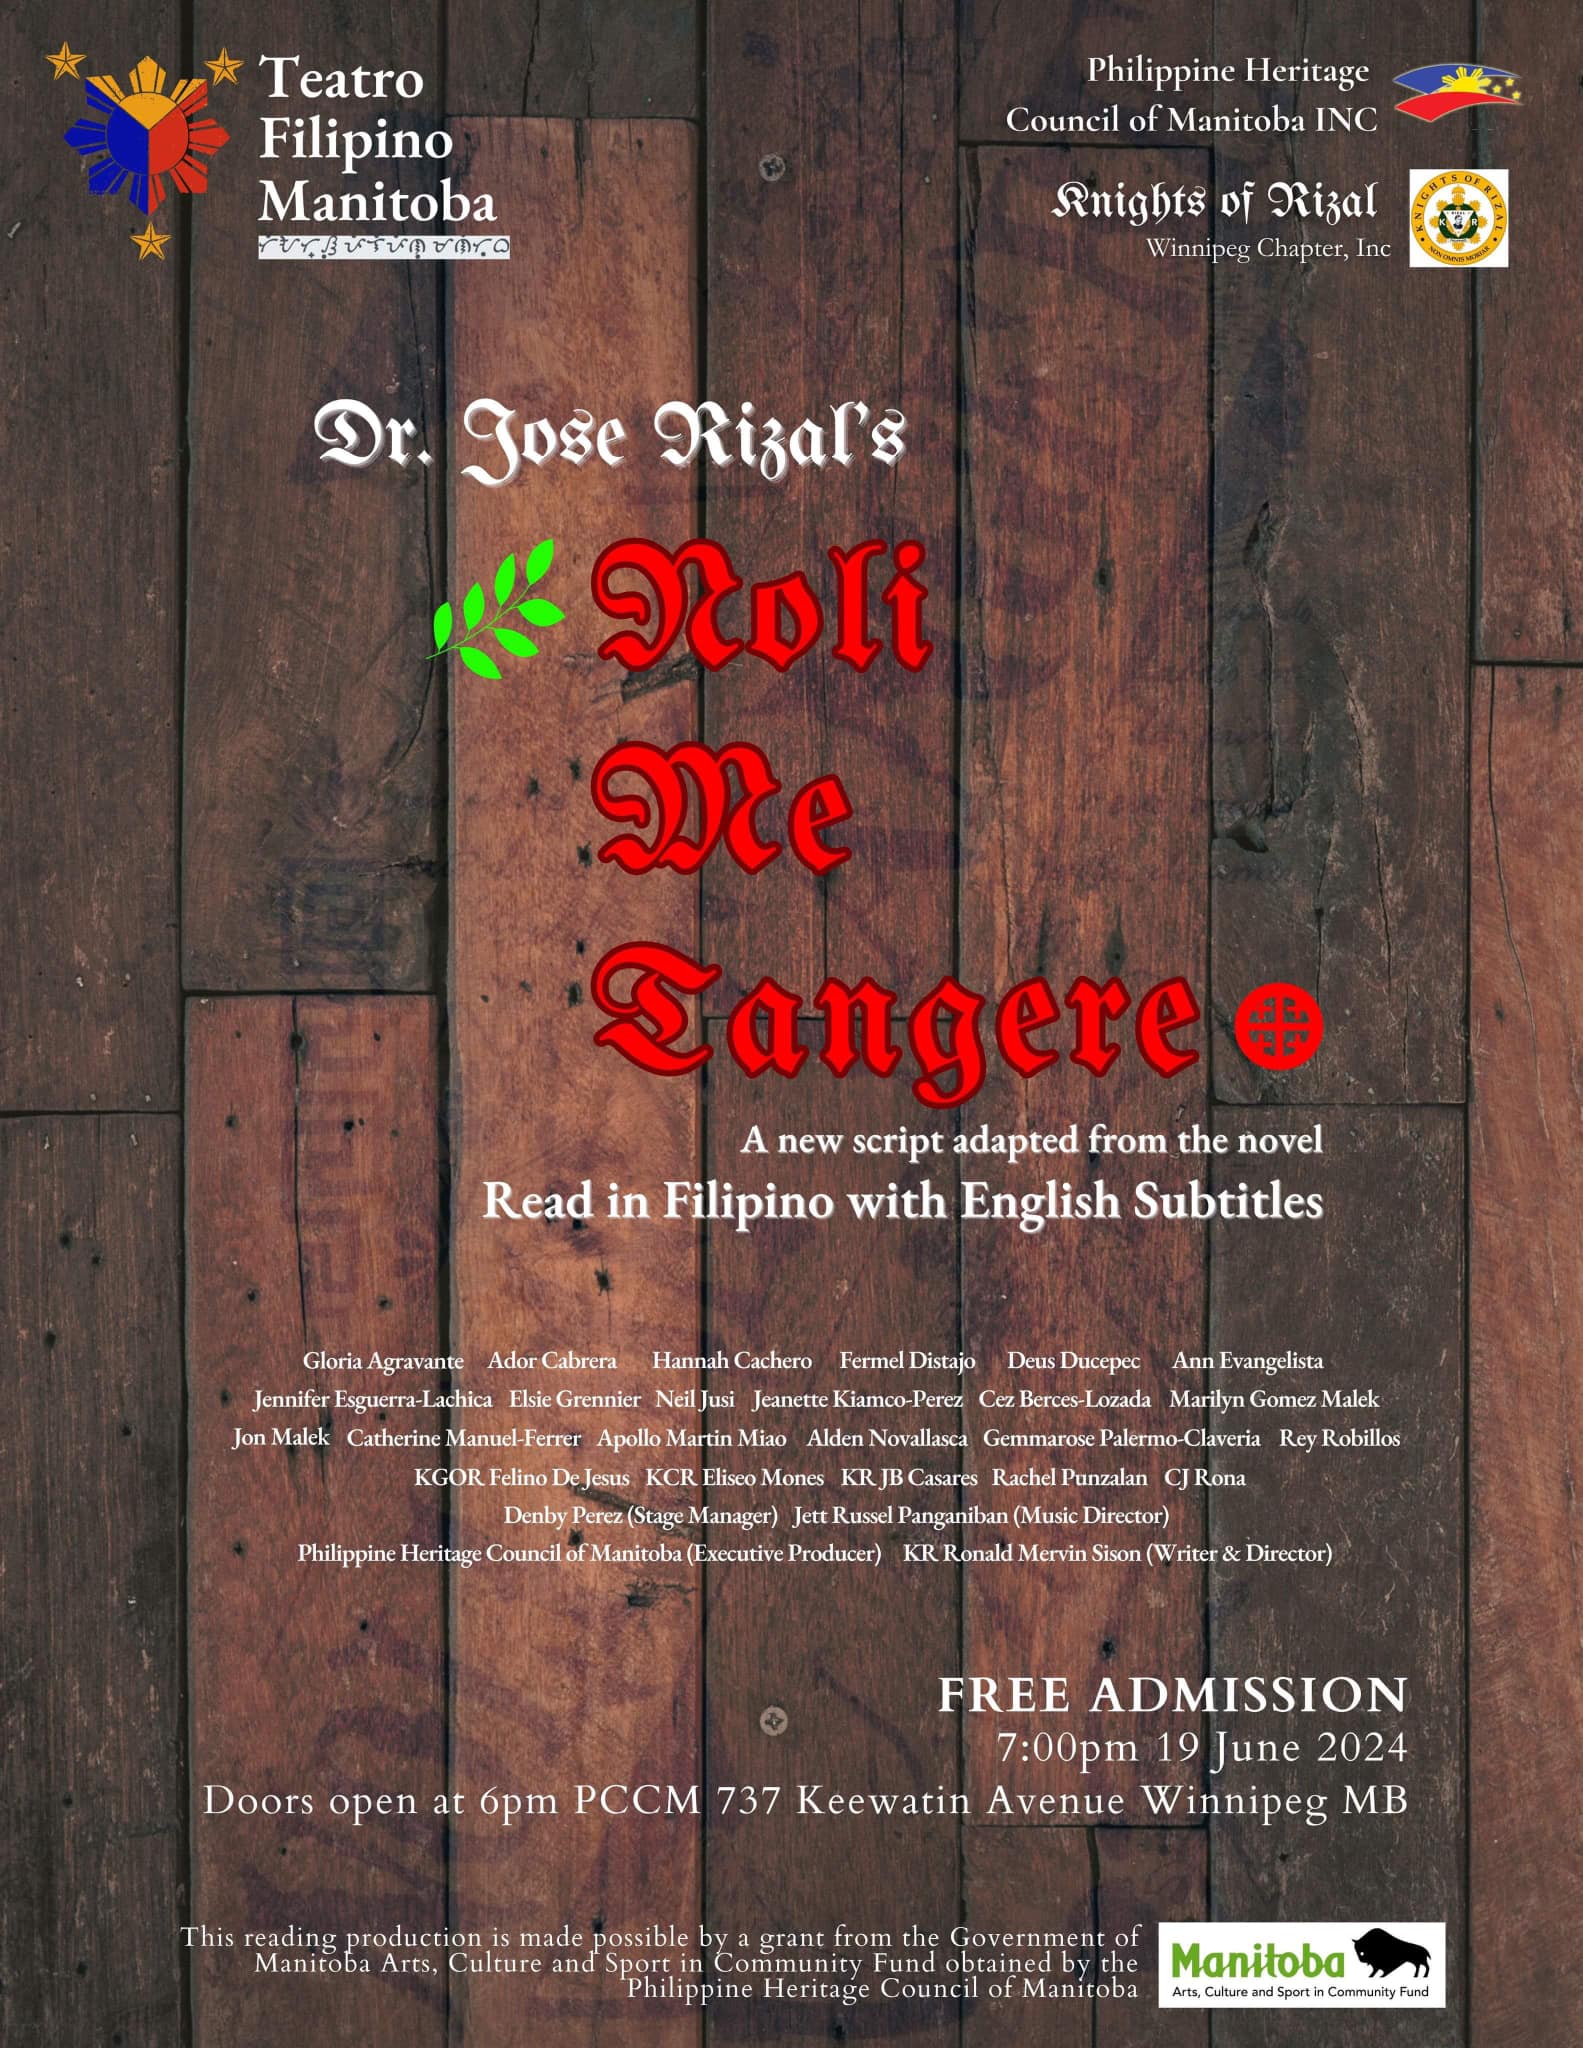 Teatro
Filipino
Manitoba
Philippine Heritage
Council of Manitoba INC
Knights of Rizal
Winnipeg Chapter, Inc
KNIGHTS OF RIZAL
K R
NON OMNIS MORIAR
Dr. Jose Rizal's
Noli
Me
Tangere
A new script adapted from the novel
Read in Filipino with English Subtitles
Gloria Agravante Ador Cabrera Hannah Cachero Fermel Distajo Deus Ducepec Ann Evangelista
Jennifer Esguerra-Lachica Elsie Grennier Neil Jusi Jeanette Kiamco-Perez Cez Berces-Lozada Marilyn Gomez Malek
Jon Malek Catherine Manuel-Ferrer Apollo Martin Miao Alden Novallasca Gemmarose Palermo-Claveria Rey Robillos
KGOR Felino De Jesus KCR Eliseo Mones KR JB Casares Rachel Punzalan CJ Rona
Denby Perez (Stage Manager) Jett Russel Panganiban (Music Director)
Philippine Heritage Council of Manitoba (Executive Producer) KR Ronald Mervin Sison (Writer & Director)
FREE ADMISSION
7:00pm 19 June 2024
Doors open at 6pm PCCM 737 Keewatin Avenue Winnipeg MB
This reading production is made possible by a grant from the Government of
Manitoba Arts, Culture and Sport in Community Fund obtained by the
Philippine Heritage Council of Manitoba
Manitoba
Arts, Culture and Sport in Community Fund